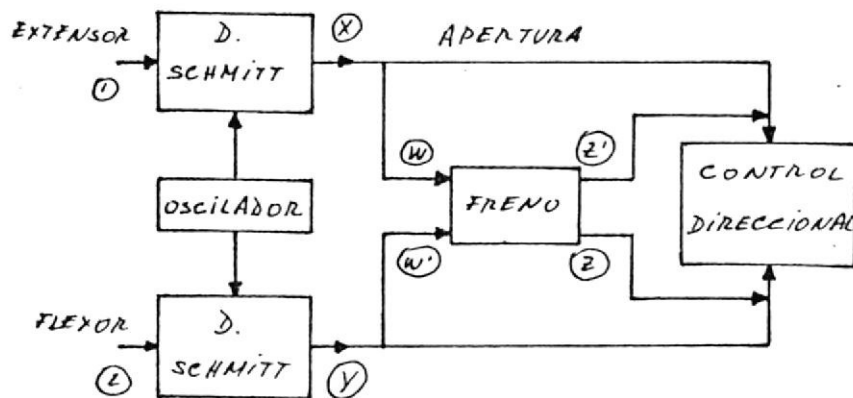 EXTENSOR
1
D.
SCHMITT
X
APERTURA
W
Z'
FRENO
CONTROL
DIRECCIONAL
OSCILADOR
W'
Z
FLEXOR
2
D.
SCHMITT
Y